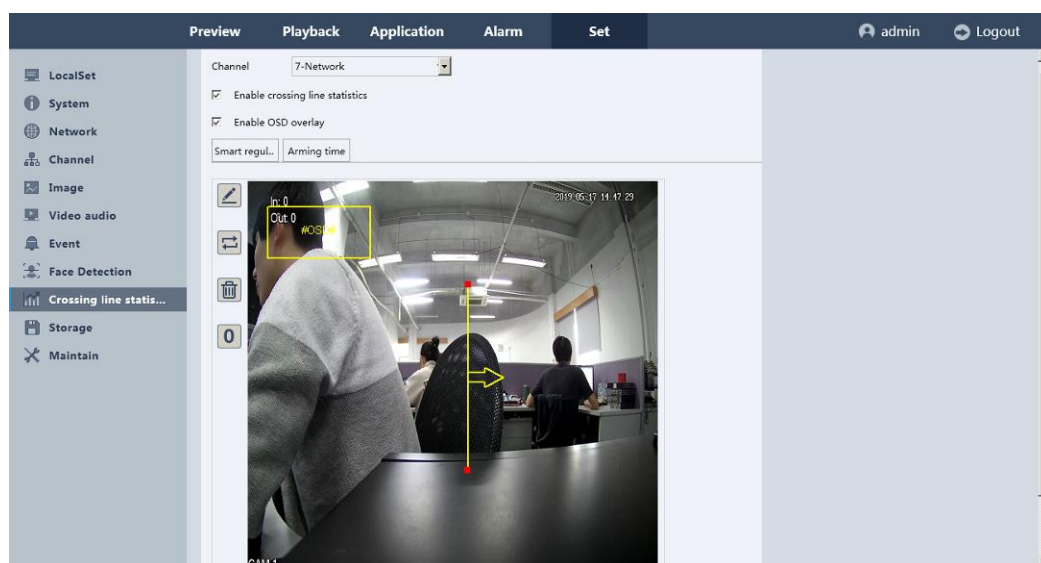 Preview Playback Application Alarm Set admin Logout
LocalSet
System
Network
Channel
Image
Video audio
Event
Face Detection
Crossing line statis...
Storage
Maintain
Channel 7-Network
Enable crossing line statistics
Enable OSD overlay
Smart regul.. Arming time
In: 0
Out 0
#OSD#
2019-05-17 14:47:29
0
CAM 1